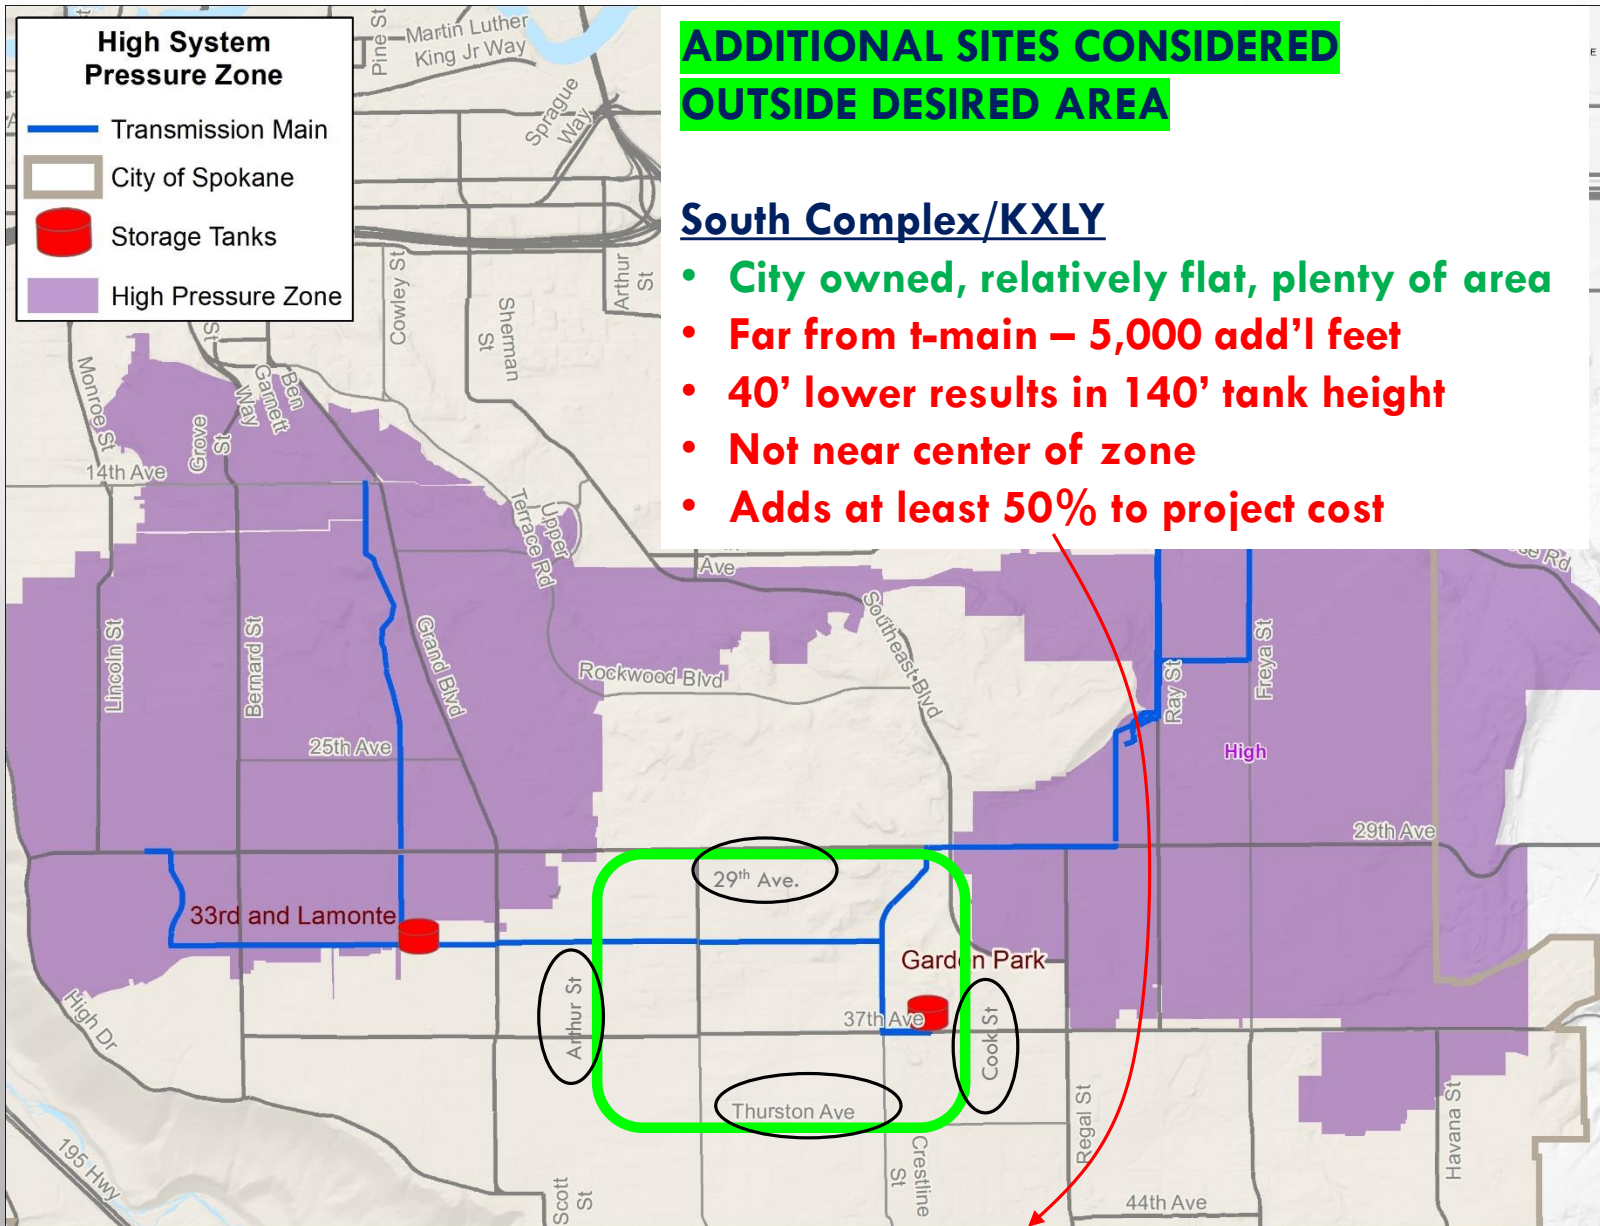 High System
Pressure Zone
Transmission Main
City of Spokane
Storage Tanks
High Pressure Zone
ADDITIONAL SITES CONSIDERED
OUTSIDE DESIRED AREA
South Complex/KXLY
• City owned, relatively flat, plenty of area
• Far from t-main – 5,000 add’l feet
• 40’ lower results in 140’ tank height
• Not near center of zone
• Adds at least 50% to project cost
Pine St
Martin Luther
King Jr Way
Sprague
Way
Cowley St
Sherman
St
Arthur
St
St
Ben
Garnett
Way
Monroe St
Grove
St
14th Ave
Upper
Terrace Rd
Ave
Southeast Blvd
Rd
Lincoln St
Bernard St
Grand Blvd
Rockwood Blvd
Ray St
Freya St
25th Ave
High
29th Ave
29th Ave.
33rd and Lamonte
Garden Park
Arthur St
37th Ave
Cook St
High Dr
Thurston Ave
Regal St
Havana St
195 Hwy
Scott
St
Crestline
St
44th Ave